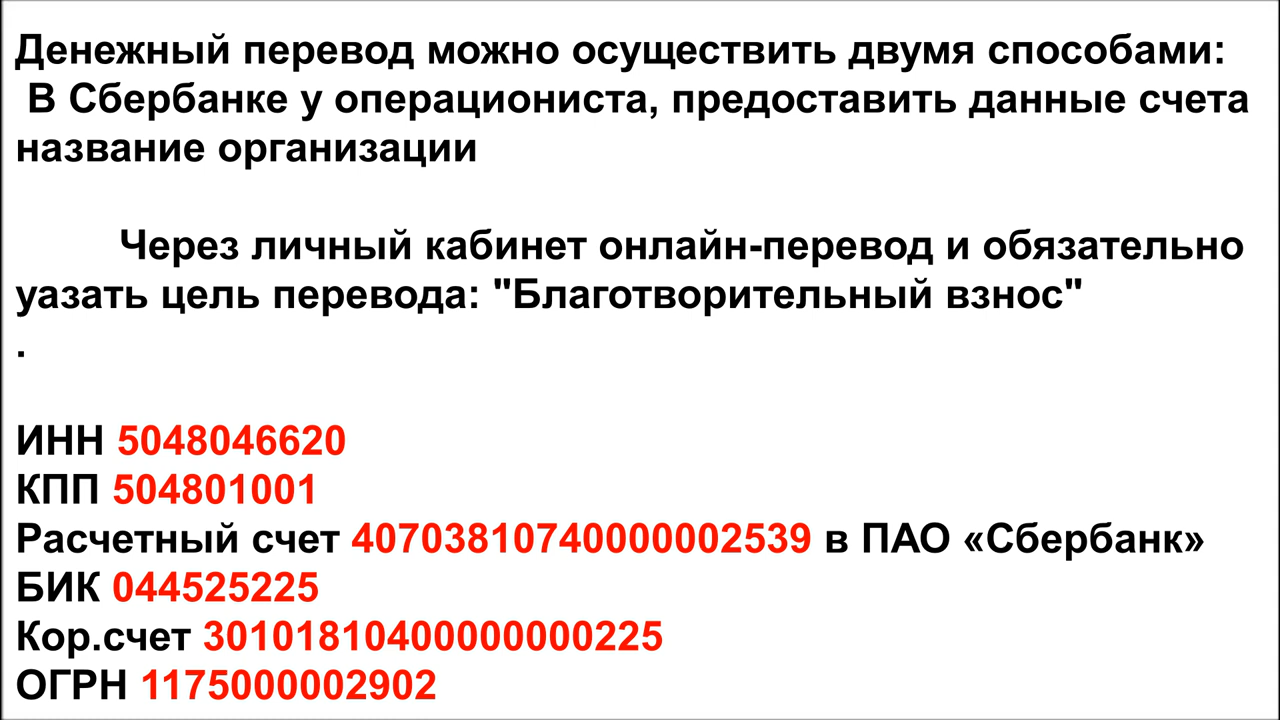 Денежный перевод можно осуществить двумя способами:
В Сбербанке у операциониста, предоставить данные счета
название организации
Через личный кабинет онлайн-перевод и обязательно
уазать цель перевода: "Благотворительный взнос"
.
ИНН 5048046620
КПП 504801001
Расчетный счет 40703810740000002539 в ПАО «Сбербанк»
БИК 044525225
Кор.счет 30101810400000000225
ОГРН 1175000002902